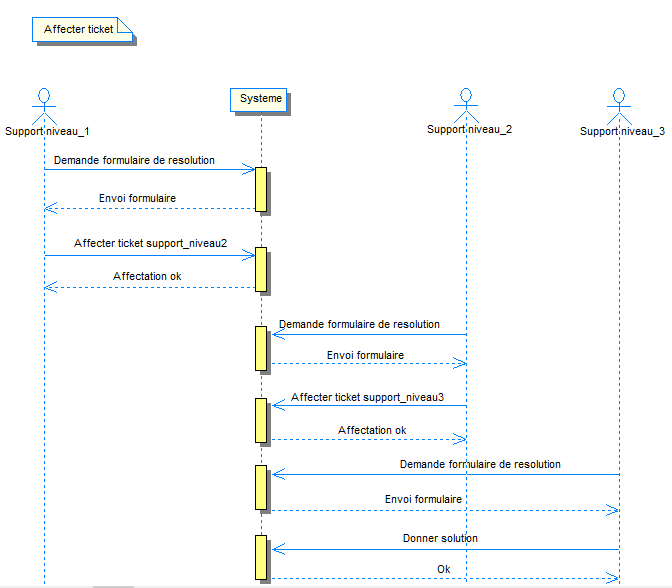 Affecter ticket
Systeme
Support niveau_1
Support niveau_2
Support niveau_3
Demande formulaire de resolution
Envoi formulaire
Affecter ticket support_niveau2
Affectation ok
Demande formulaire de resolution
Envoi formulaire
Affecter ticket support_niveau3
Affectation ok
Demande formulaire de resolution
Envoi formulaire
Donner solution
Ok